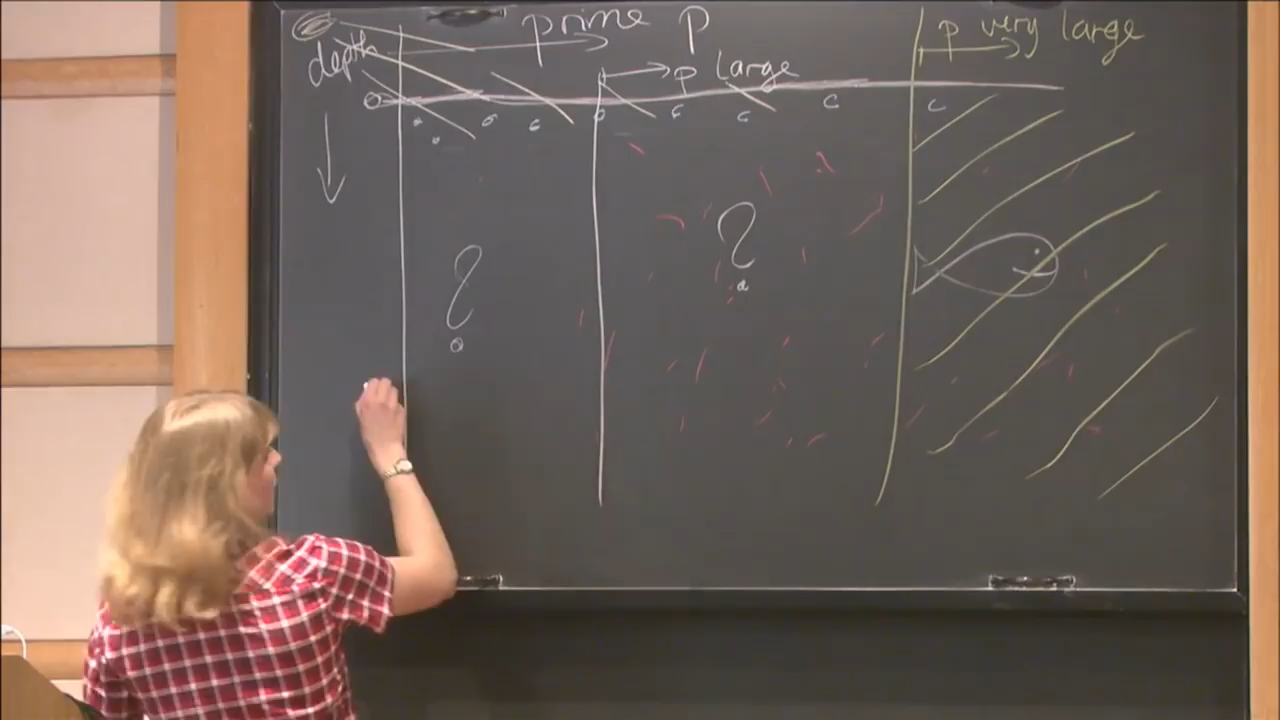 prime p
p very large
depth
p large
o
c c c c c c
?
?